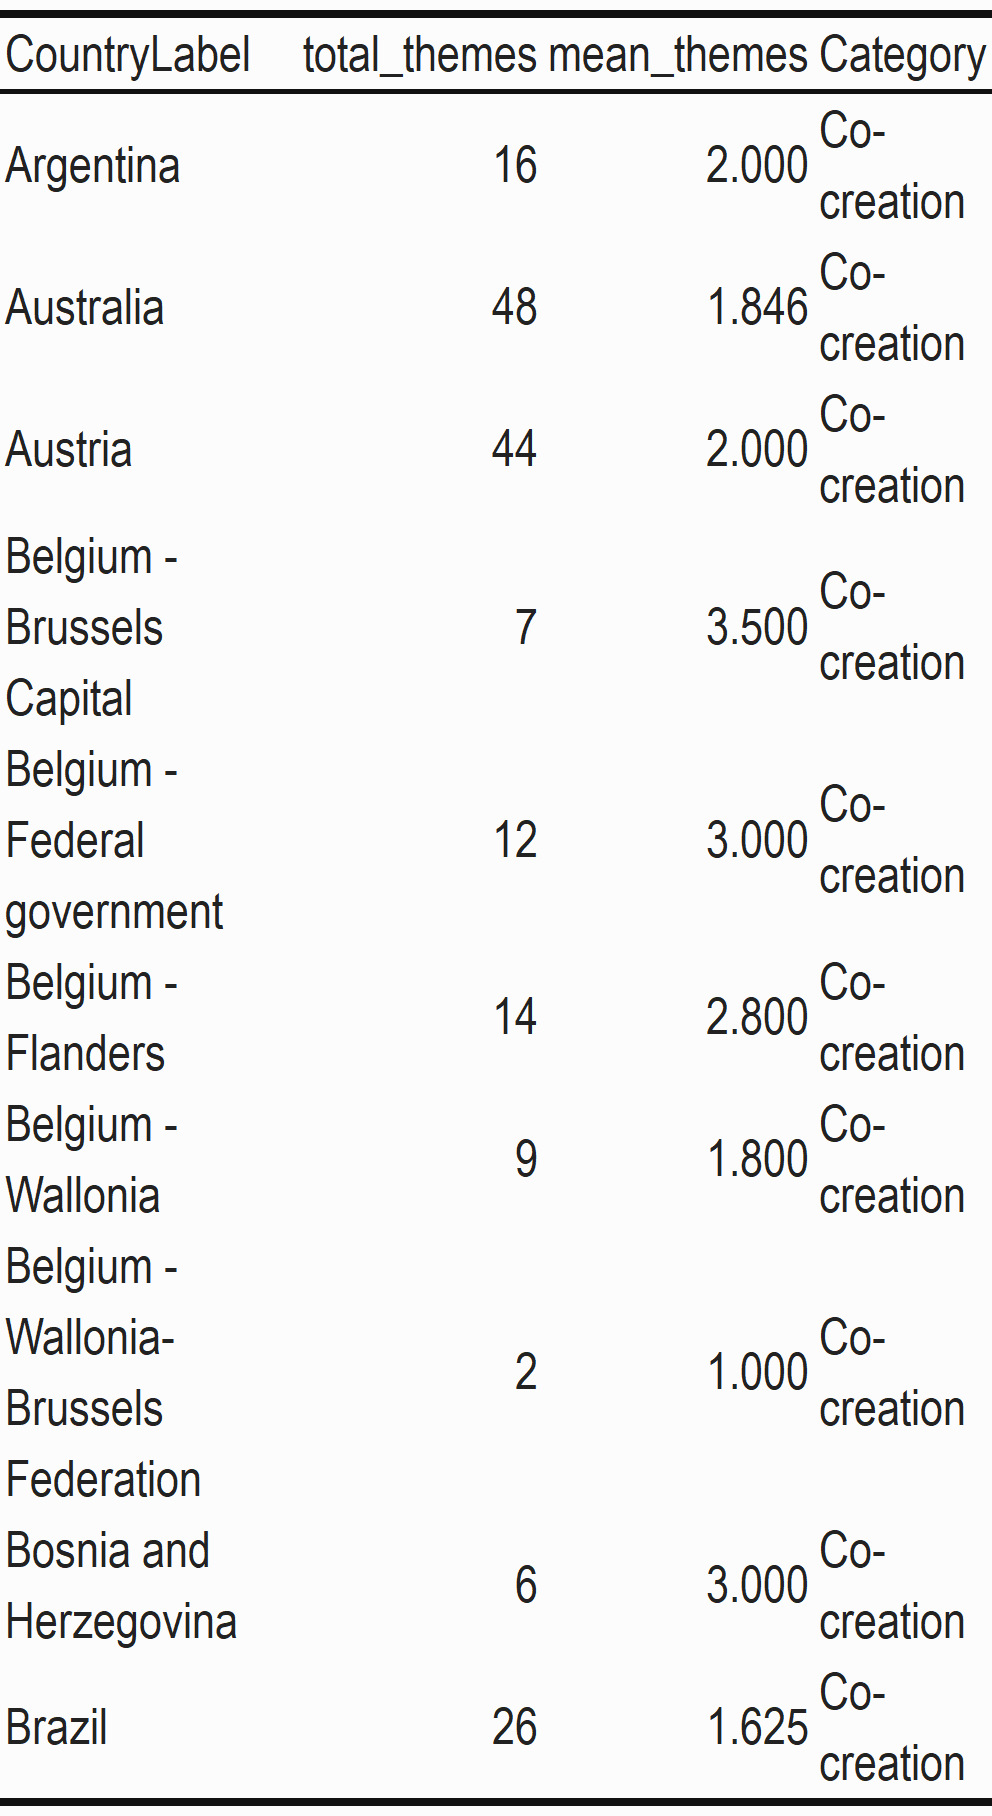 CountryLabel total_themes mean_themes Category
Argentina 16 2.000 Co-
creation
Australia 48 1.846 Co-
creation
Austria 44 2.000 Co-
creation
Belgium -
Brussels
Capital 7 3.500 Co-
creation
Belgium -
Federal
government 12 3.000 Co-
creation
Belgium -
Flanders 14 2.800 Co-
creation
Belgium -
Wallonia 9 1.800 Co-
creation
Belgium -
Wallonia-
Brussels
Federation 2 1.000 Co-
creation
Bosnia and
Herzegovina 6 3.000 Co-
creation
Brazil 26 1.625 Co-
creation